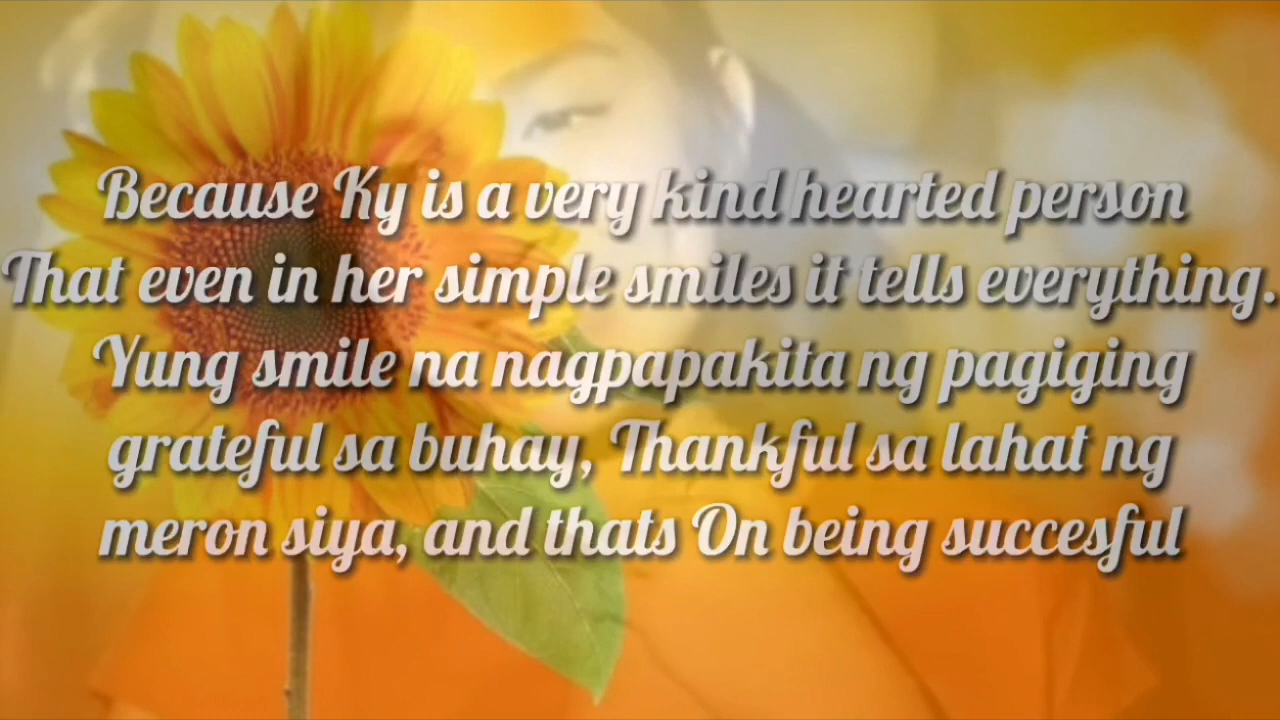 Because Ky is a very kind hearted person
That even in her simple smiles it tells everything.
Yung smile na nagpapakita ng pagiging
grateful sa buhay, Thankful sa lahat ng
meron siya, and thats On being succesful